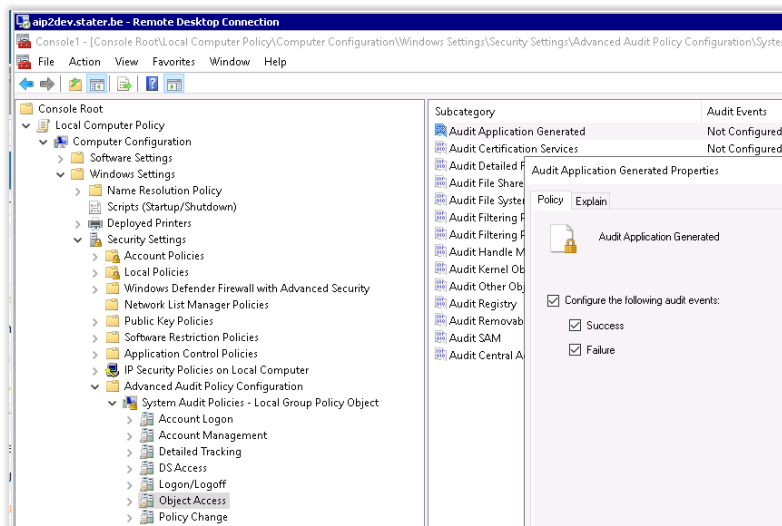 aip2dev.stater.be - Remote Desktop Connection
Console1 - [Console Root\Local Computer Policy\Computer Configuration\Windows Settings\Security Settings\Advanced Audit Policy Configuration\Syste
File Action View Favorites Window Help
Console Root
Local Computer Policy
Computer Configuration
Software Settings
Windows Settings
Name Resolution Policy
Scripts (Startup/Shutdown)
Deployed Printers
Security Settings
Account Policies
Local Policies
Windows Defender Firewall with Advanced Security
Network List Manager Policies
Public Key Policies
Software Restriction Policies
Application Control Policies
IP Security Policies on Local Computer
Advanced Audit Policy Configuration
System Audit Policies - Local Group Policy Object
Account Logon
Account Management
Detailed Tracking
DS Access
Logon/Logoff
Object Access
Policy Change
Subcategory Audit Events
Audit Application Generated Not Configured
Audit Certification Services Not Configured
Audit Detailed F
Audit File Share
Audit File Syster
Audit Filtering P
Audit Filtering P
Audit Handle M
Audit Kernel Ob
Audit Other Obj
Audit Registry
Audit Removab
Audit SAM
Audit Central A
Audit Application Generated Properties
Policy Explain
Audit Application Generated
Configure the following audit events:
Success
Failure